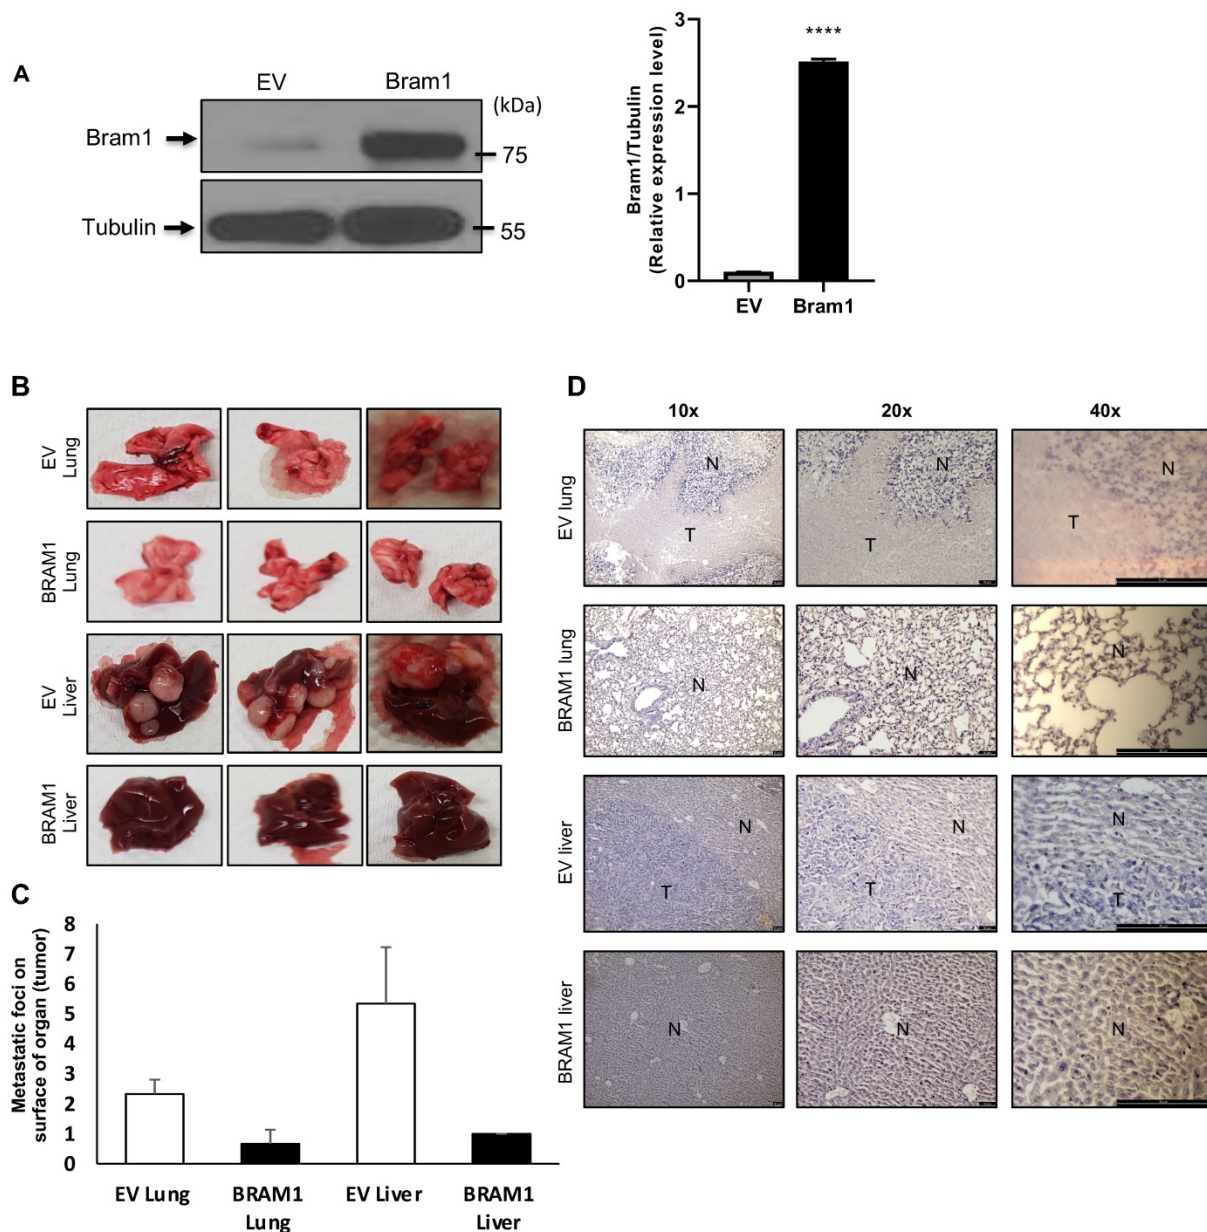 A
EV
Bram1
(kDa)
Bram1
75
Tubulin
55
Bram1/Tubulin
(Relative expression level)
3
2
1
0
****
EV
Bram1
B
EV
Lung
BRAM1
Lung
EV
Liver
BRAM1
Liver
C
Metastatic foci on
surface of organ (tumor)
8
7
6
5
4
3
2
1
0
EV Lung
BRAM1
Lung
EV Liver
BRAM1
Liver
D
10x
20x
40x
EV lung
N
T
N
T
N
T
BRAM1 lung
N
N
N
EV liver
N
T
N
T
N
T
BRAM1 liver
N
N
N